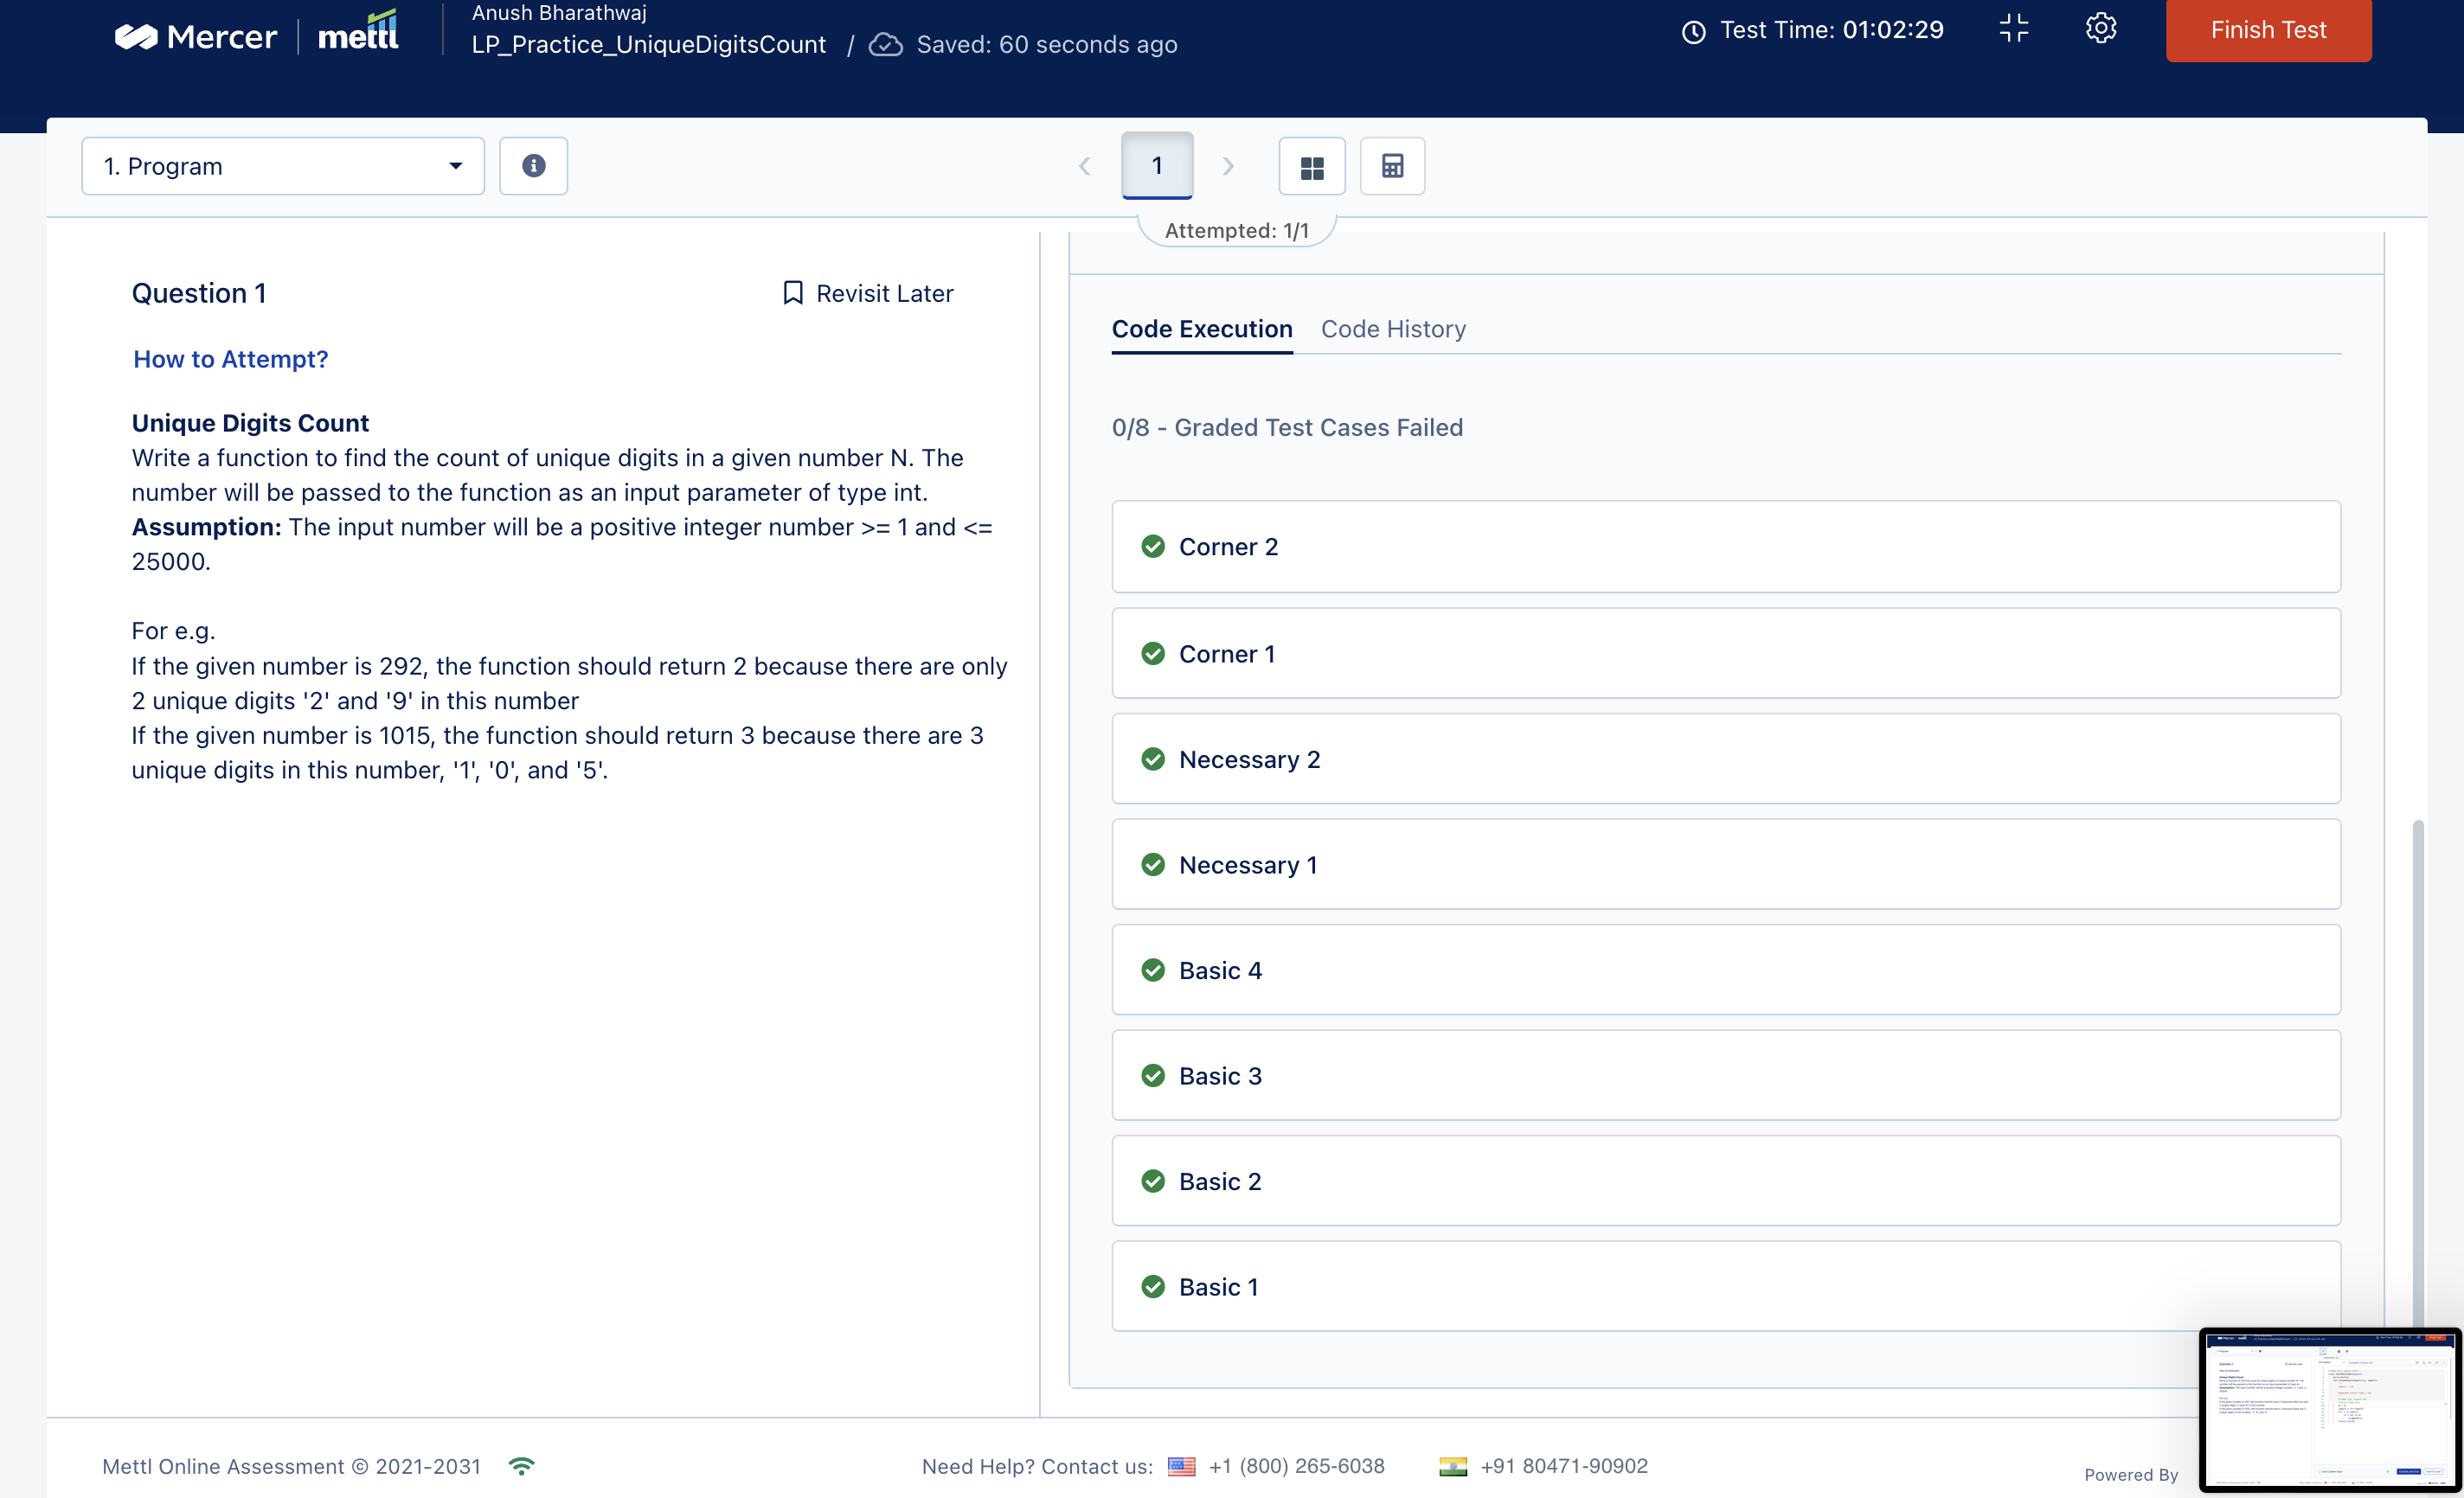 Mercer
mettl
Anush Bharathwaj
LP_Practice_UniqueDigitsCount / Saved: 60 seconds ago
Test Time: 01:02:29
Finish Test
1. Program
1
Attempted: 1/1
Question 1
Revisit Later
How to Attempt?
Unique Digits Count
Write a function to find the count of unique digits in a given number N. The
number will be passed to the function as an input parameter of type int.
Assumption: The input number will be a positive integer number >= 1 and <=
25000.
For e.g.
If the given number is 292, the function should return 2 because there are only
2 unique digits '2' and '9' in this number
If the given number is 1015, the function should return 3 because there are 3
unique digits in this number, '1', '0', and '5'.
Code Execution
Code History
0/8 - Graded Test Cases Failed
Corner 2
Corner 1
Necessary 2
Necessary 1
Basic 4
Basic 3
Basic 2
Basic 1
Mettl Online Assessment © 2021-2031
Need Help? Contact us:
+1 (800) 265-6038
+91 80471-90902
Powered By